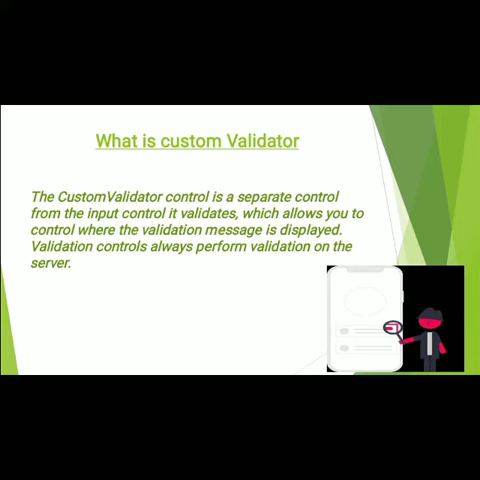 What is custom Validator
The CustomValidator control is a separate control
from the input control it validates, which allows you to
control where the validation message is displayed.
Validation controls always perform validation on the
server.